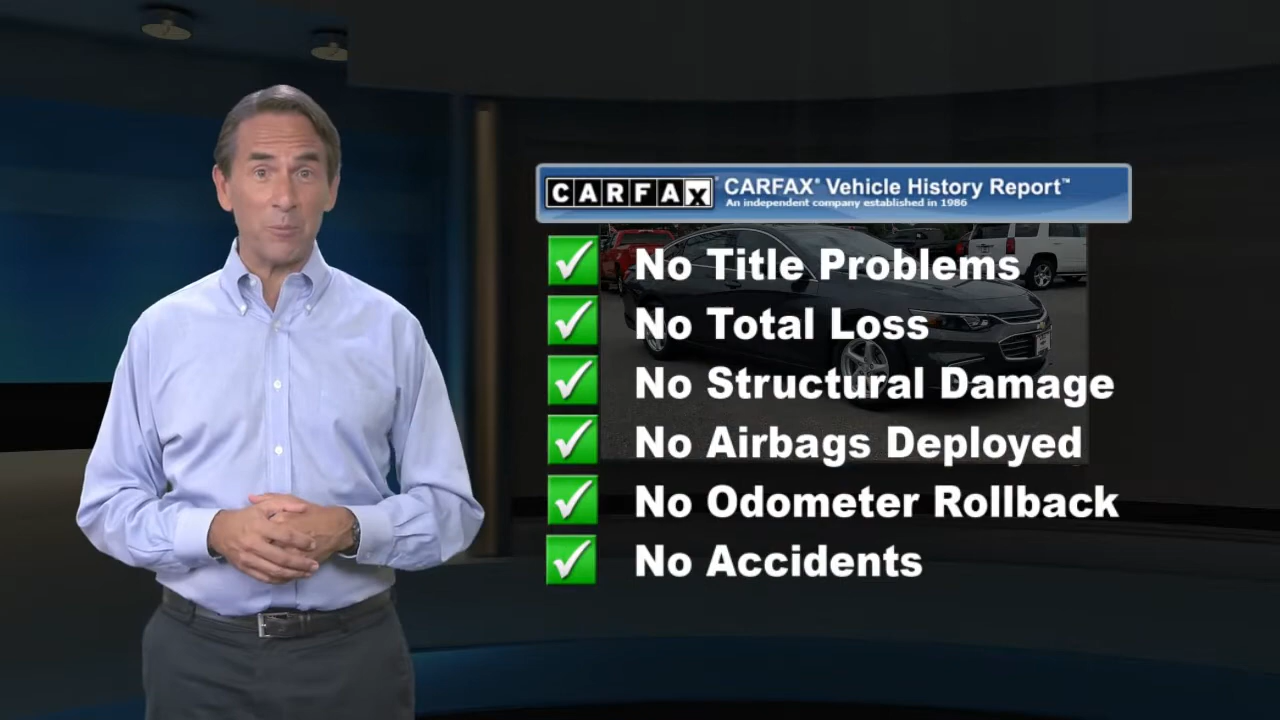 CARFAX® CARFAX® Vehicle History Report™
An independent company established in 1986
No Title Problems
No Total Loss
No Structural Damage
No Airbags Deployed
No Odometer Rollback
No Accidents